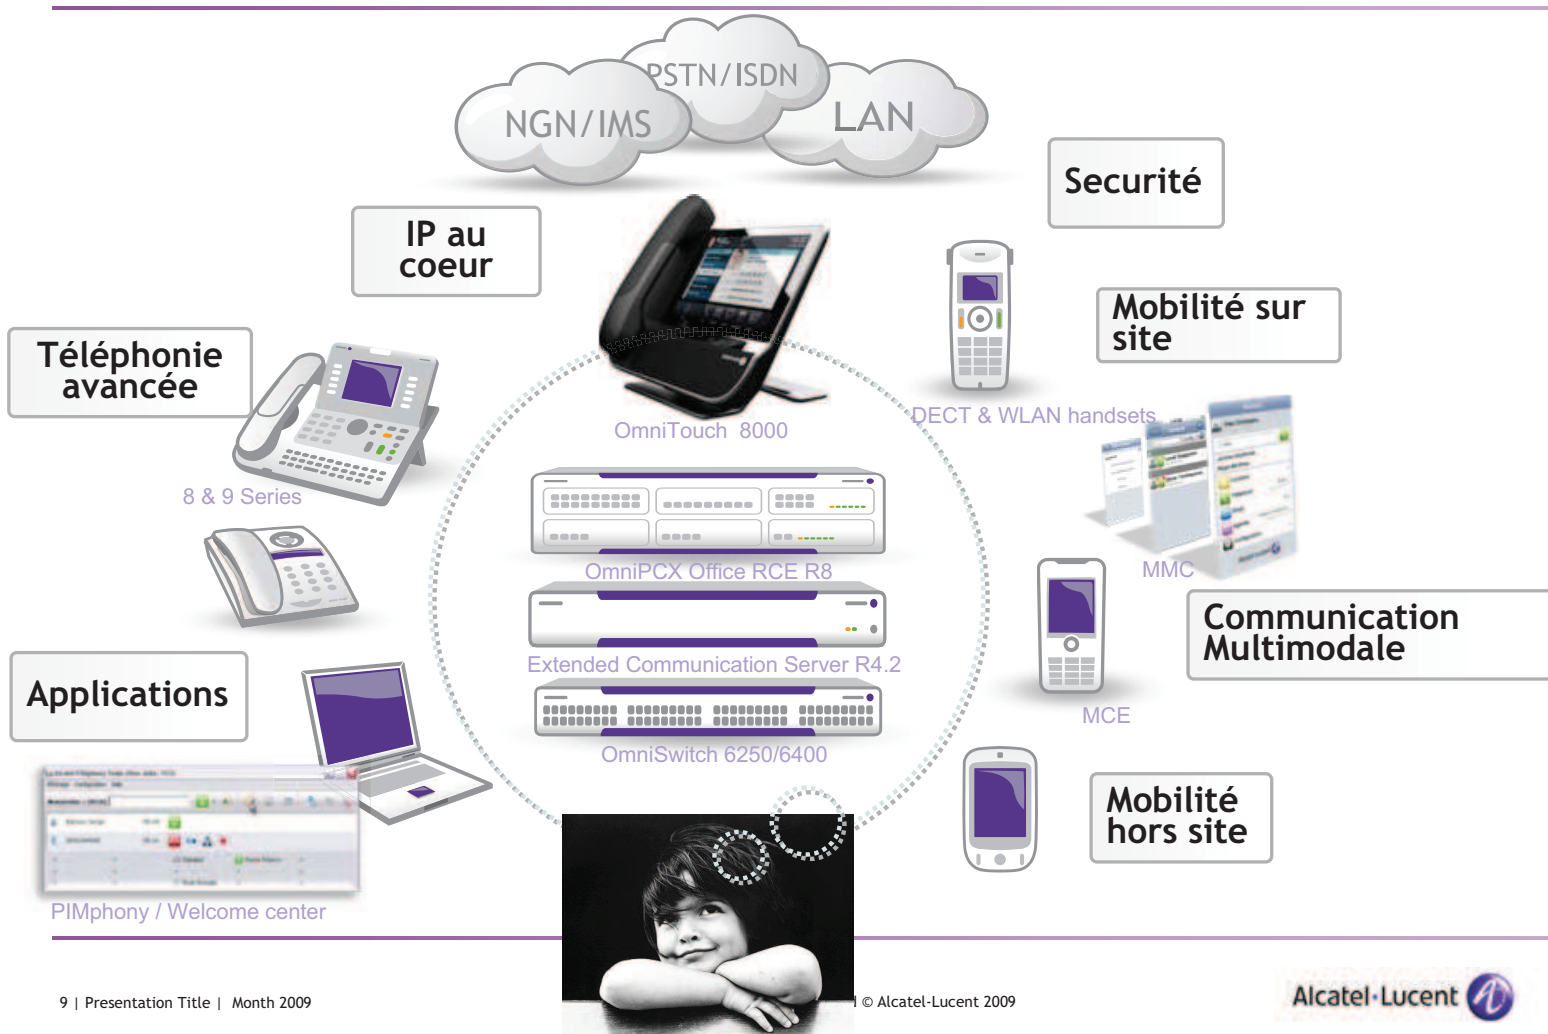 PSTN/ISDN
NGN/IMS
LAN
Securité
IP au
coeur
Mobilité sur
site
Téléphonie
avancée
OmniTouch 8000
DECT & WLAN handsets
8 & 9 Series
OmniPCX Office RCE R8
MMC
Communication
Multimodale
Extended Communication Server R4.2
Applications
MCE
OmniSwitch 6250/6400
Mobilité
hors site
PIMphony / Welcome center
9 | Presentation Title | Month 2009
© Alcatel-Lucent 2009
Alcatel·Lucent